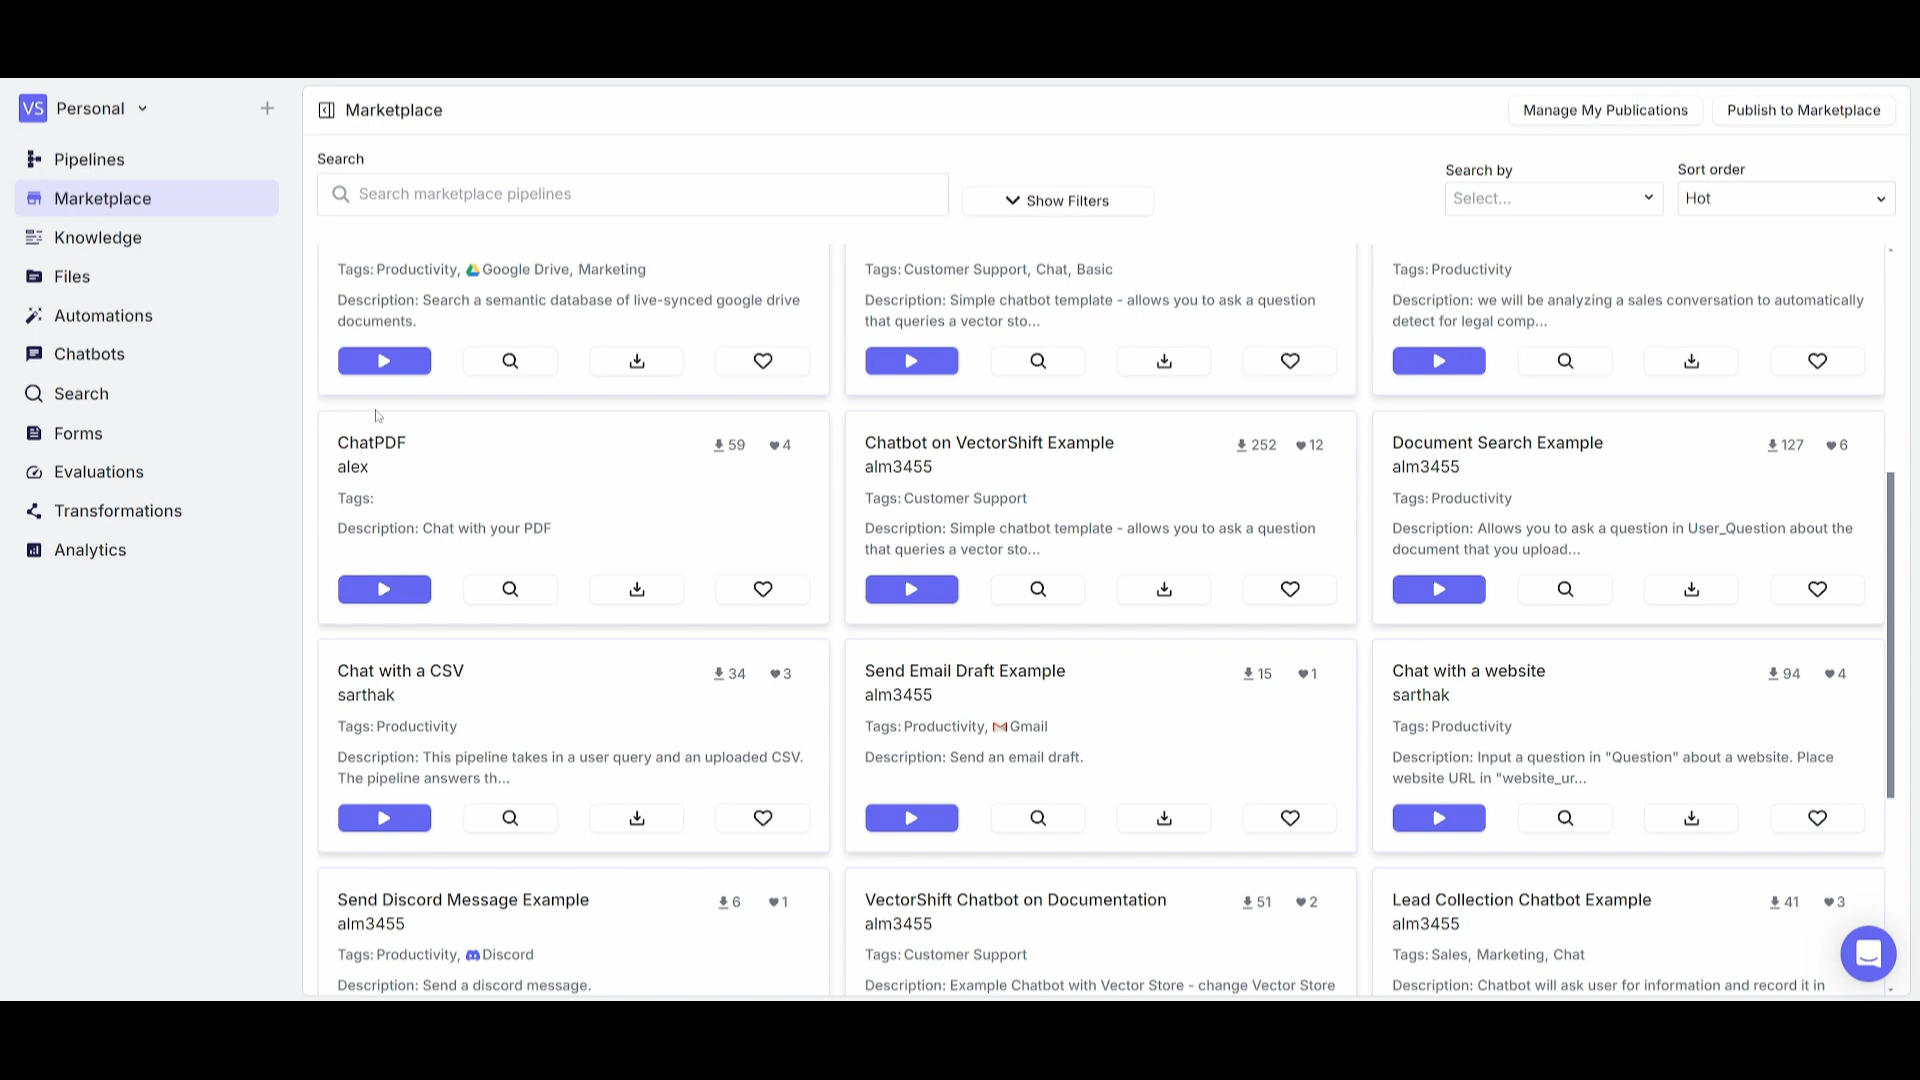 VS Personal
Pipelines
Marketplace
Knowledge
Files
Automations
Chatbots
Search
Forms
Evaluations
Transformations
Analytics
Marketplace
Manage My Publications
Publish to Marketplace
Search
Search marketplace pipelines
Show Filters
Search by
Select...
Sort order
Hot
Tags: Productivity, Google Drive, Marketing
Description: Search a semantic database of live-synced google drive
documents.
Tags: Customer Support, Chat, Basic
Description: Simple chatbot template - allows you to ask a question
that queries a vector sto...
Tags: Productivity
Description: we will be analyzing a sales conversation to automatically
detect for legal comp...
ChatPDF 59 4
alex
Tags:
Description: Chat with your PDF
Chatbot on VectorShift Example 252 12
alm3455
Tags: Customer Support
Description: Simple chatbot template - allows you to ask a question
that queries a vector sto...
Document Search Example 127 6
alm3455
Tags: Productivity
Description: Allows you to ask a question in User_Question about the
document that you upload...
Chat with a CSV 34 3
sarthak
Tags: Productivity
Description: This pipeline takes in a user query and an uploaded CSV.
The pipeline answers th...
Send Email Draft Example 15 1
alm3455
Tags: Productivity, Gmail
Description: Send an email draft.
Chat with a website 94 4
sarthak
Tags: Productivity
Description: Input a question in "Question" about a website. Place
website URL in "website_ur...
Send Discord Message Example 6 1
alm3455
Tags: Productivity, Discord
Description: Send a discord message.
VectorShift Chatbot on Documentation 51 2
alm3455
Tags: Customer Support
Description: Example Chatbot with Vector Store - change Vector Store
Lead Collection Chatbot Example 41 3
alm3455
Tags: Sales, Marketing, Chat
Description: Chatbot will ask user for information and record it in